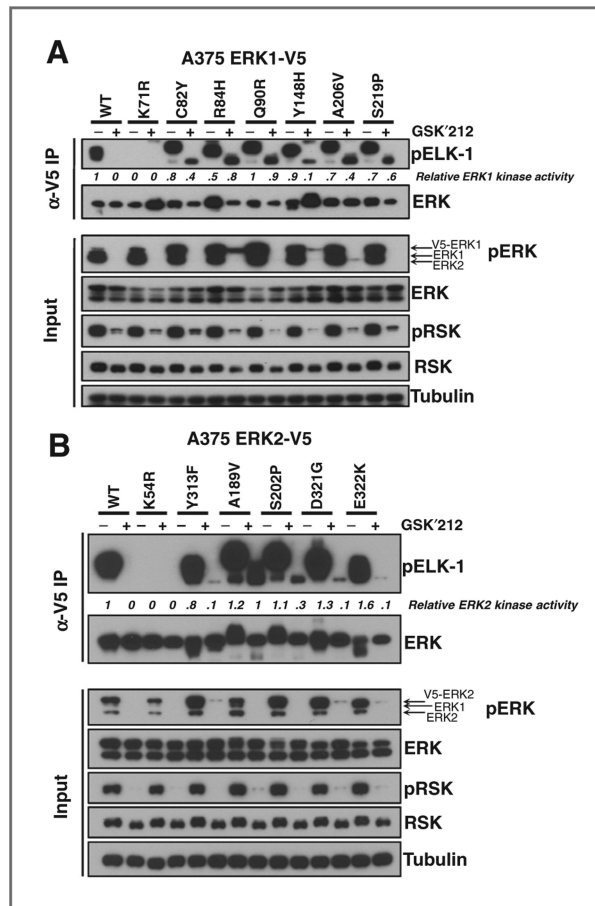 A
A375 ERK1-V5
WT K71R C82Y R84H Q90R Y148H A206V S219P
– + – + – + – + – + – + – + – + GSK′212
α-V5 IP
pELK-1
1 0 0 0 .8 .4 .5 .8 1 .9 .9 .1 .7 .4 .7 .6 Relative ERK1 kinase activity
ERK
Input
V5-ERK1
ERK1
ERK2
pERK
ERK
pRSK
RSK
Tubulin
B
A375 ERK2-V5
WT K54R Y313F A189V S202P D321G E322K
– + – + – + – + – + – + – + GSK′212
α-V5 IP
pELK-1
1 0 0 0 .8 .1 1.2 1 1.1 .3 1.3 .1 1.6 .1 Relative ERK2 kinase activity
ERK
Input
V5-ERK2
ERK1
ERK2
pERK
ERK
pRSK
RSK
Tubulin